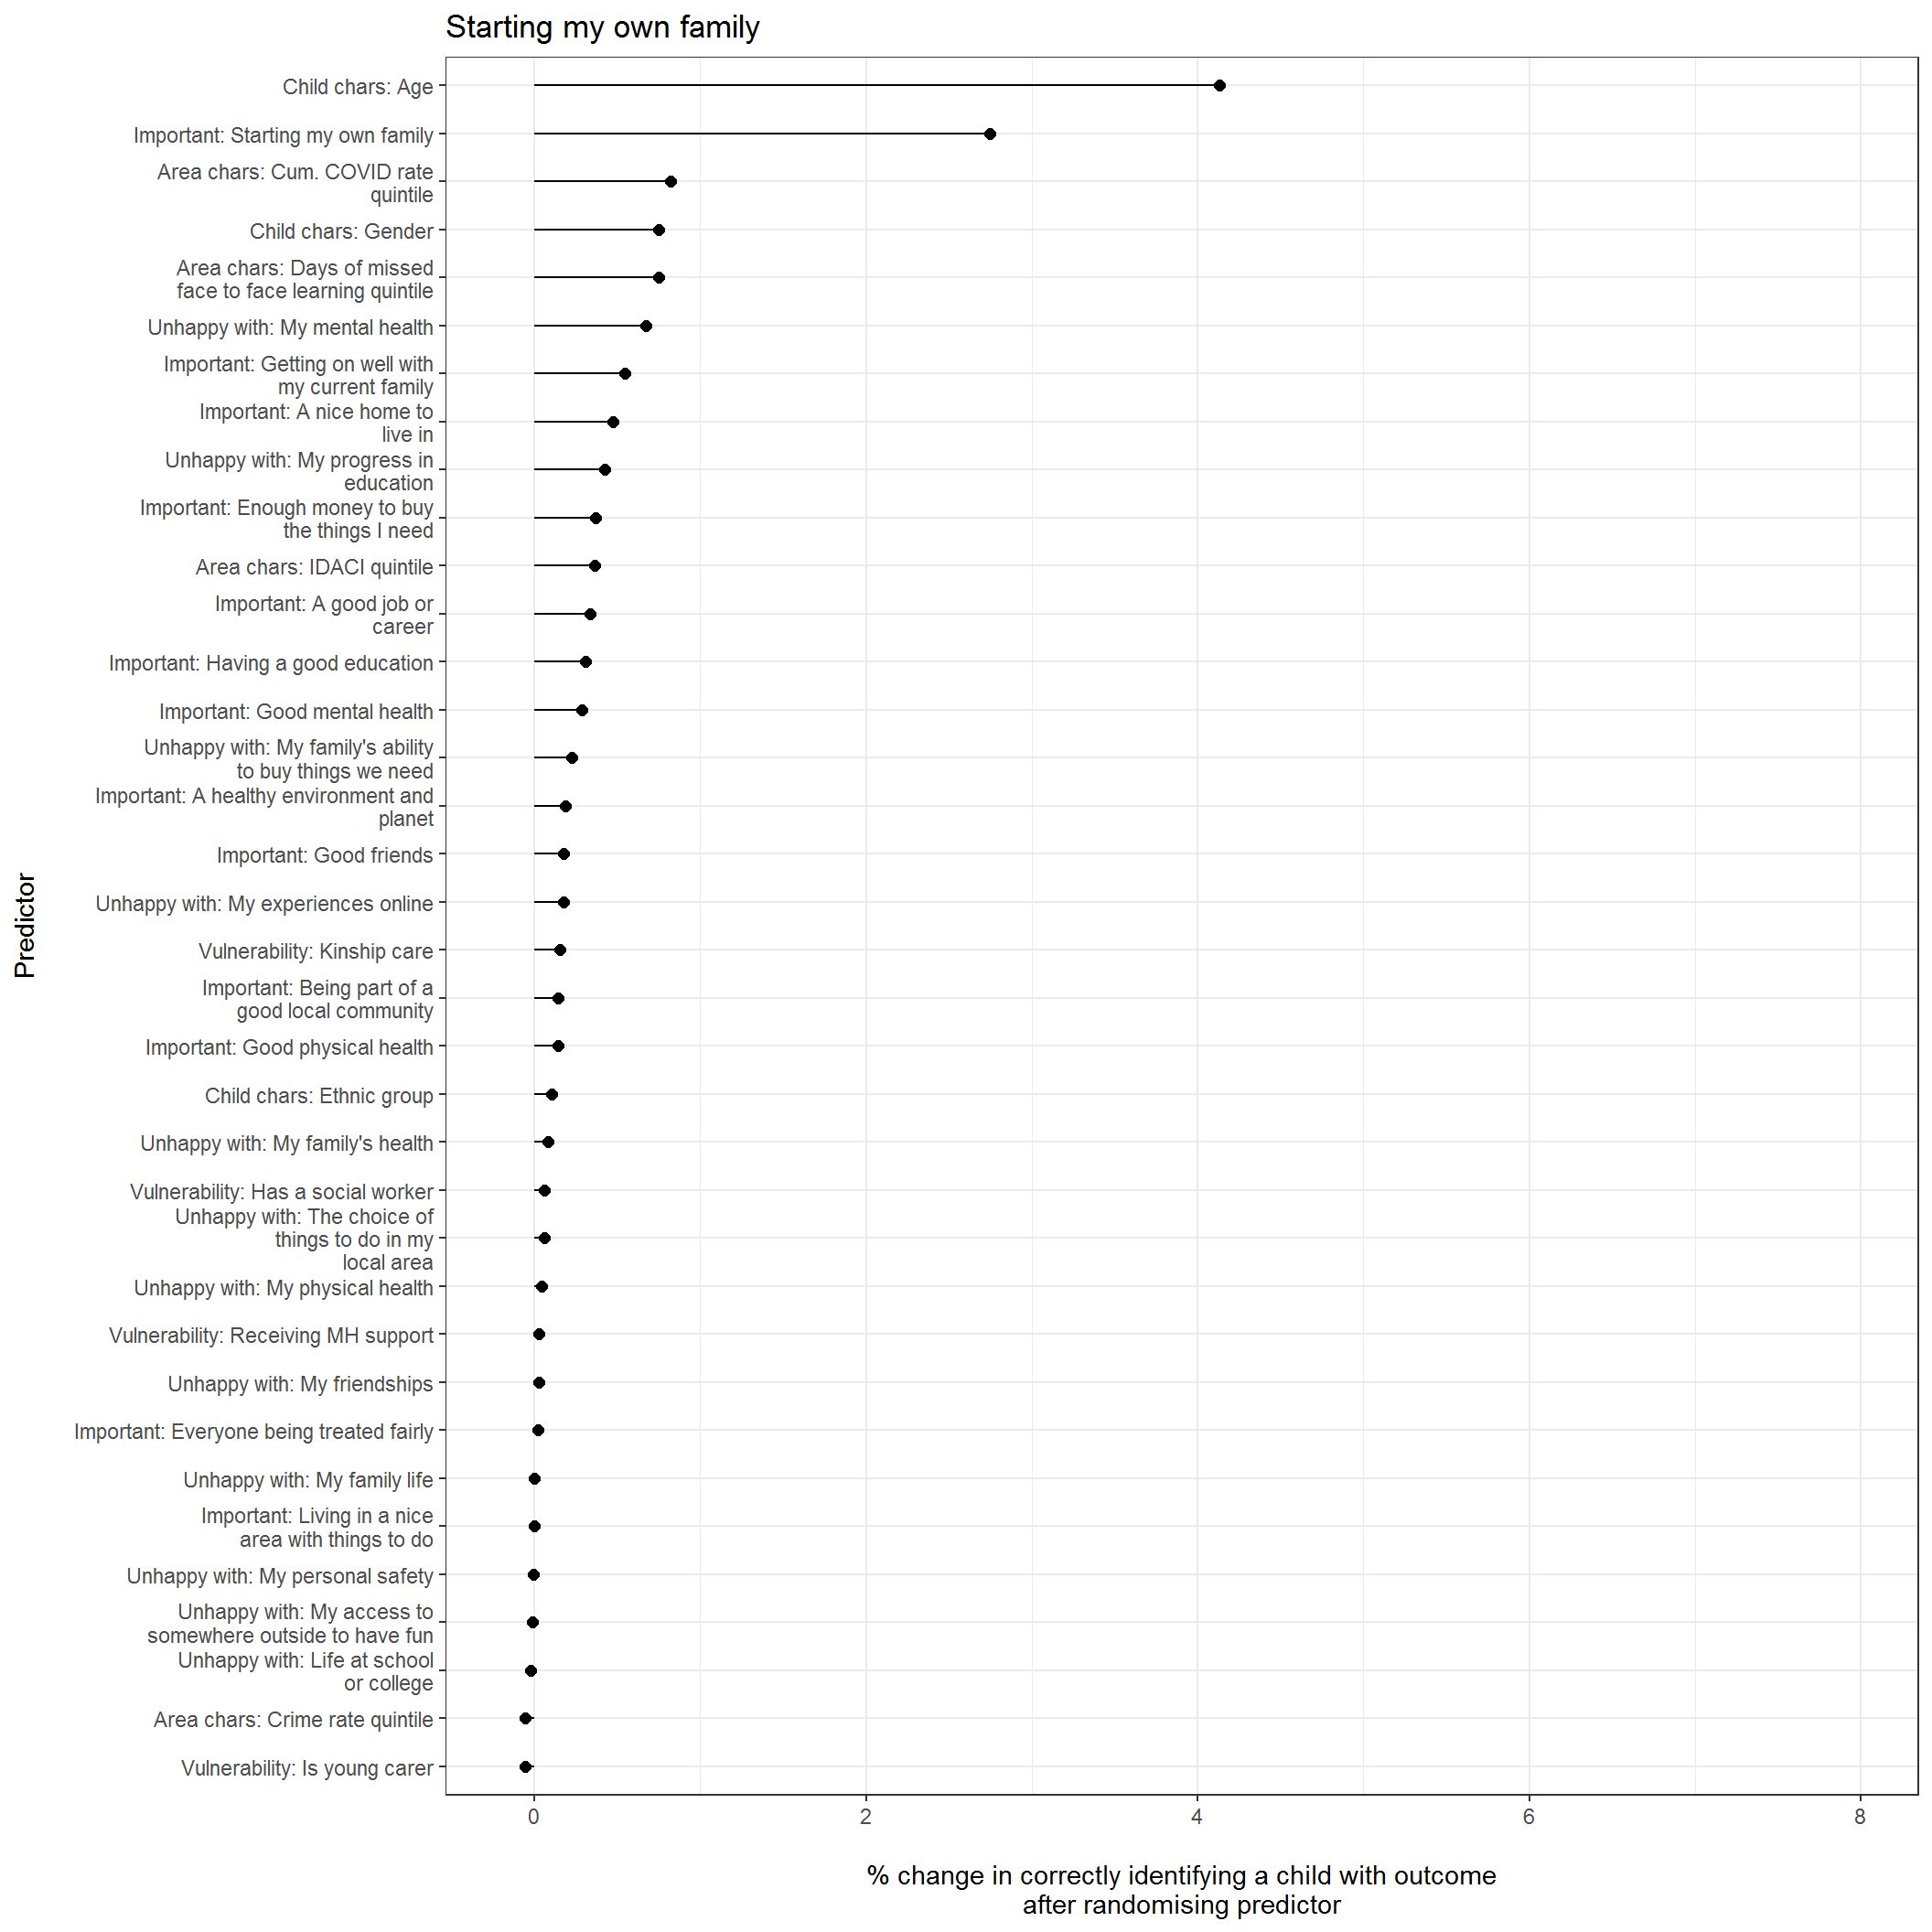 Starting my own family
Child chars: Age
Important: Starting my own family
Area chars: Cum. COVID rate
quintile
Child chars: Gender
Area chars: Days of missed
face to face learning quintile
Unhappy with: My mental health
Important: Getting on well with
my current family
Important: A nice home to
live in
Unhappy with: My progress in
education
Important: Enough money to buy
the things I need
Area chars: IDACI quintile
Important: A good job or
career
Important: Having a good education
Important: Good mental health
Unhappy with: My family's ability
to buy things we need
Important: A healthy environment and
planet
Important: Good friends
Unhappy with: My experiences online
Vulnerability: Kinship care
Important: Being part of a
good local community
Important: Good physical health
Child chars: Ethnic group
Unhappy with: My family's health
Vulnerability: Has a social worker
Unhappy with: The choice of
things to do in my
local area
Unhappy with: My physical health
Vulnerability: Receiving MH support
Unhappy with: My friendships
Important: Everyone being treated fairly
Unhappy with: My family life
Important: Living in a nice
area with things to do
Unhappy with: My personal safety
Unhappy with: My access to
somewhere outside to have fun
Unhappy with: Life at school
or college
Area chars: Crime rate quintile
Vulnerability: Is young carer
Predictor
0 2 4 6 8
% change in correctly identifying a child with outcome
after randomising predictor